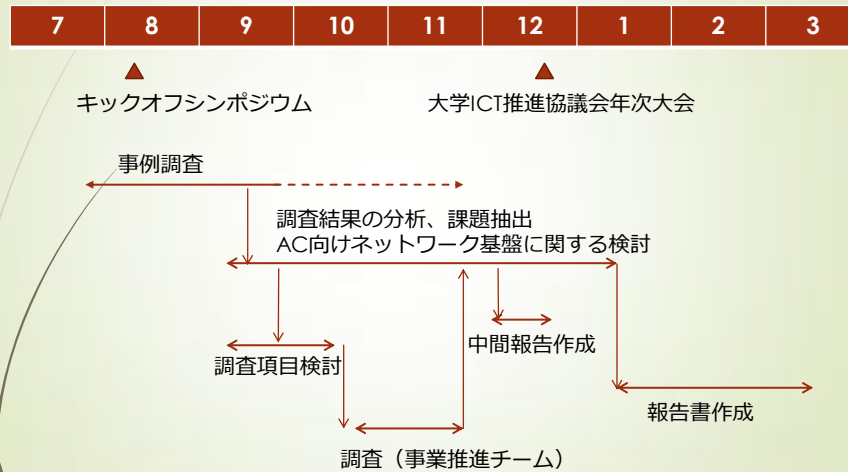 7 8 9 10 11 12 1 2 3
キックオフシンポジウム
大学ICT推進協議会年次大会
事例調査
調査結果の分析、課題抽出
AC向けネットワーク基盤に関する検討
中間報告作成
調査項目検討
報告書作成
調査（事業推進チーム）